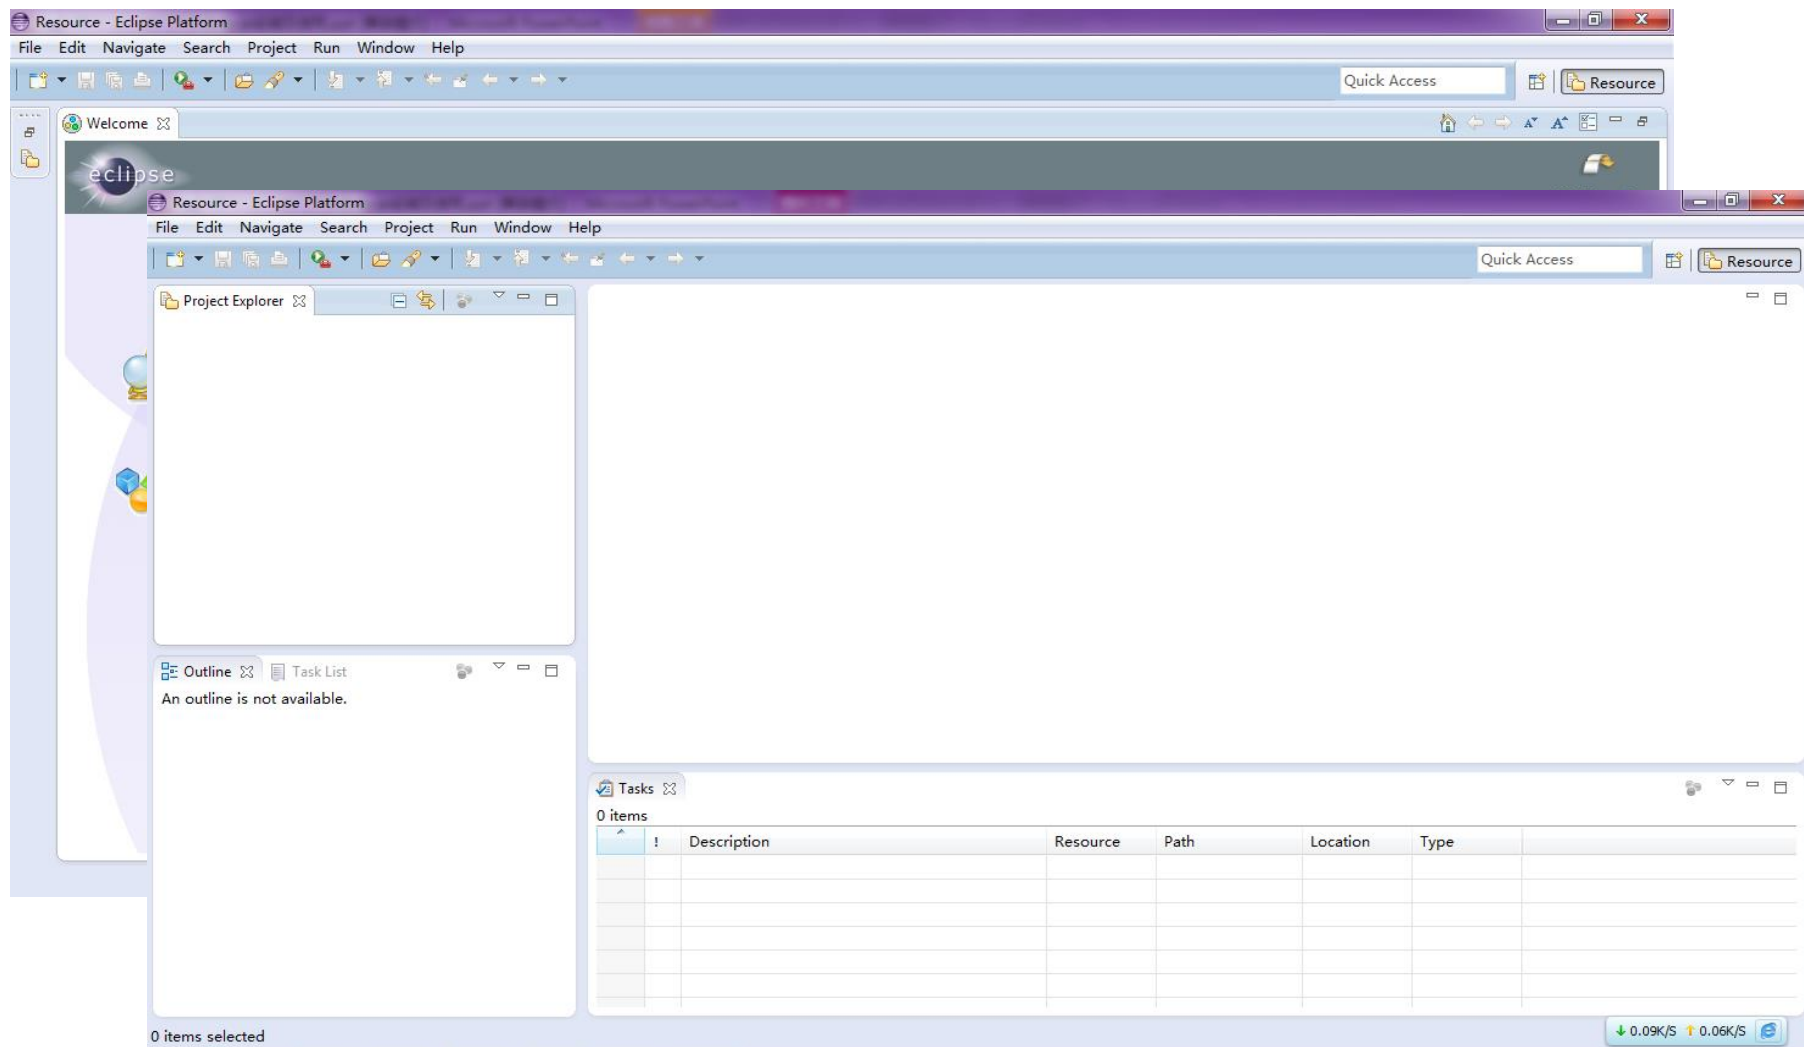 Resource - Eclipse Platform
File Edit Navigate Search Project Run Window Help
Quick Access
Resource
Welcome
eclipse
Resource - Eclipse Platform
File Edit Navigate Search Project Run Window Help
Quick Access
Resource
Project Explorer
Outline Task List
An outline is not available.
Tasks
0 items
! Description Resource Path Location Type
0 items selected
↓ 0.09K/S ↑ 0.06K/S